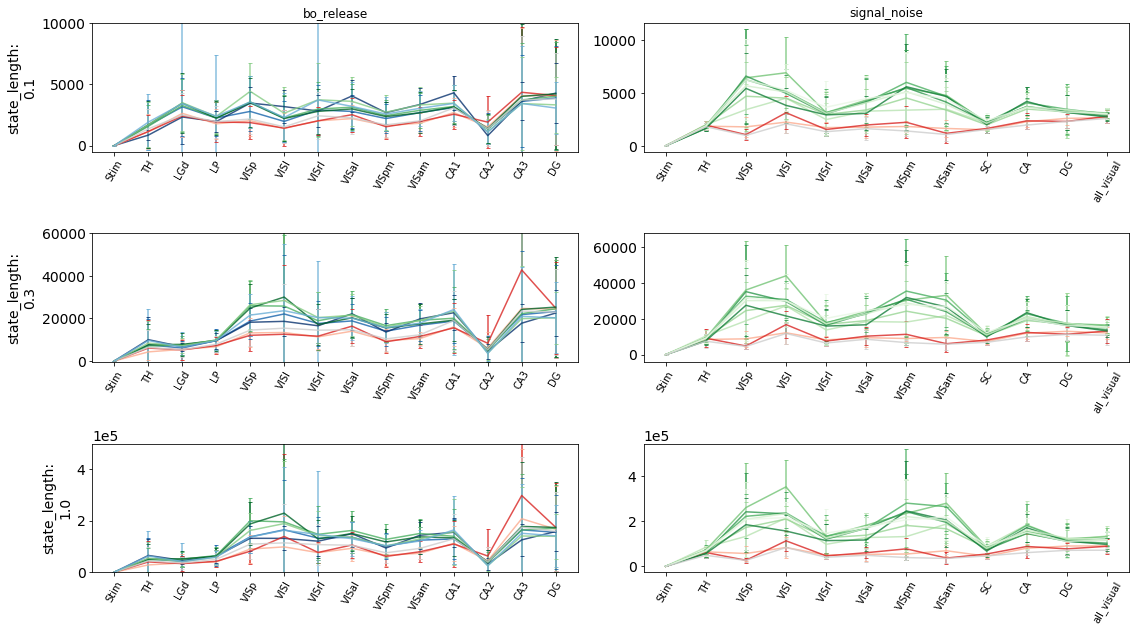 bo_release
signal_noise
state_length:
0.1
10000
5000
0
Stim
TH
LGd
LP
VISp
VISl
VISrl
VISal
VISpm
VISam
CA1
CA2
CA3
DG
10000
5000
0
Stim
TH
VISp
VISl
VISrl
VISal
VISpm
VISam
SC
CA
DG
all_visual
state_length:
0.3
60000
40000
20000
0
Stim
TH
LGd
LP
VISp
VISl
VISrl
VISal
VISpm
VISam
CA1
CA2
CA3
DG
60000
40000
20000
0
Stim
TH
VISp
VISl
VISrl
VISal
VISpm
VISam
SC
CA
DG
all_visual
state_length:
1.0
1e5
4
2
0
Stim
TH
LGd
LP
VISp
VISl
VISrl
VISal
VISpm
VISam
CA1
CA2
CA3
DG
1e5
4
2
0
Stim
TH
VISp
VISl
VISrl
VISal
VISpm
VISam
SC
CA
DG
all_visual